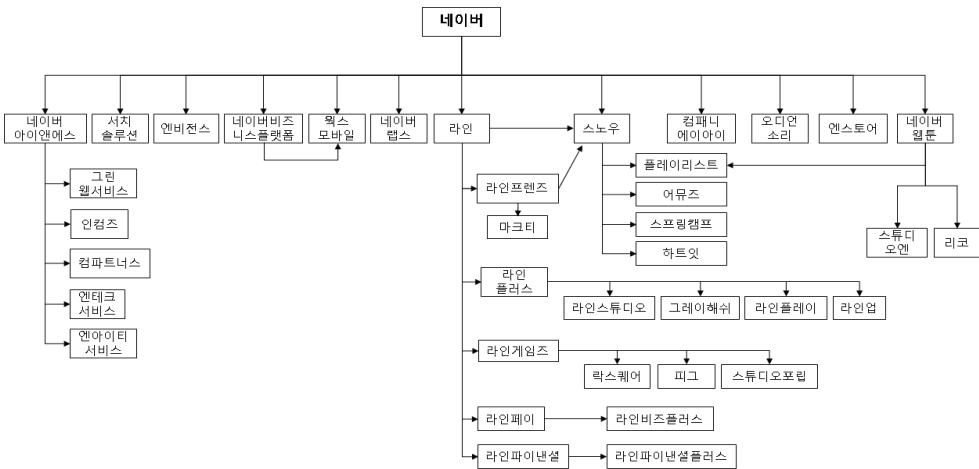 네이버
네이버
아이앤에스
서치
솔루션
엔비전스
네이버비즈
니스플랫폼
웍스
모바일
네이버
랩스
라인
스노우
컴패니
에이아이
오디언
소리
엔스토어
네이버
웹툰
그린
웹서비스
인컴즈
컴파트너스
엔테크
서비스
엔아이티
서비스
라인프렌즈
마크티
플레이리스트
어뮤즈
스프링캠프
하트잇
스튜디
오엔
리코
라인
플러스
라인스튜디오
그레이해쉬
라인플레이
라인업
라인게임즈
락스퀘어
피그
스튜디오포립
라인페이
라인비즈플러스
라인파이낸셜
라인파이낸셜플러스